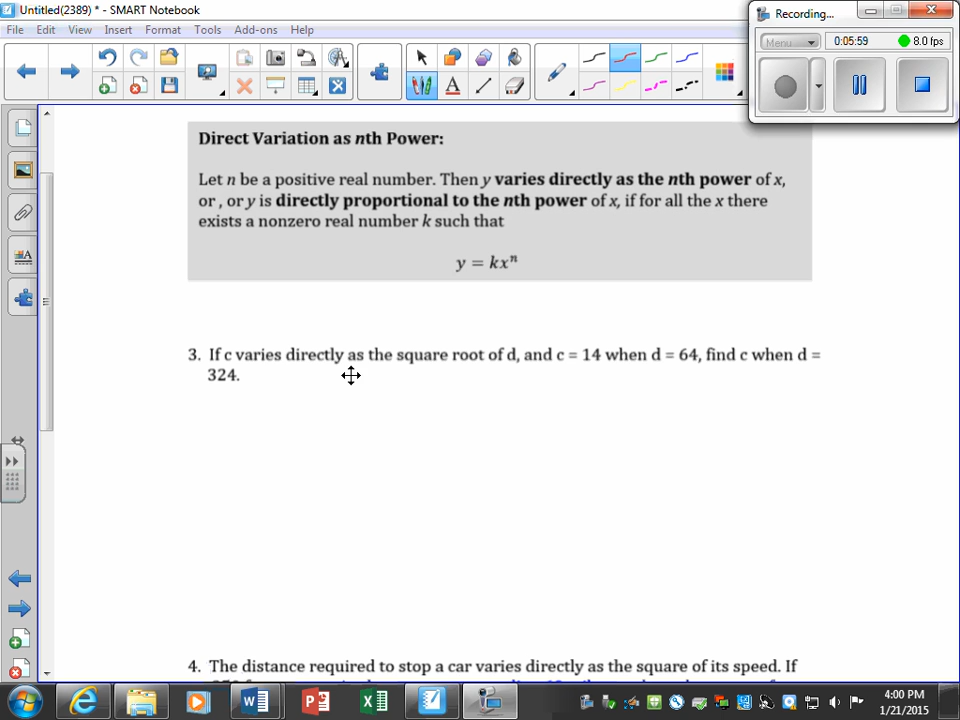 Untitled(2389) * - SMART Notebook
File Edit View Insert Format Tools Add-ons Help
Recording...
Menu 0:05:59 8.0 fps
Direct Variation as nth Power:
Let n be a positive real number. Then y varies directly as the nth power of x,
or , or y is directly proportional to the nth power of x, if for all the x there
exists a nonzero real number k such that
y = kxⁿ
3. If c varies directly as the square root of d, and c = 14 when d = 64, find c when d =
324.
4. The distance required to stop a car varies directly as the square of its speed. If
4:00 PM
1/21/2015